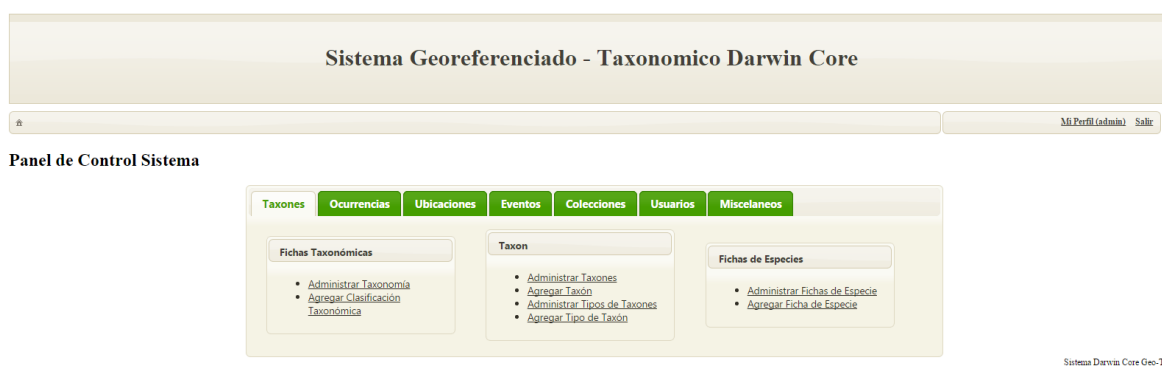 Sistema Georeferenciado - Taxonomico Darwin Core
Mi Perfil (admin) Salir
Panel de Control Sistema
Taxones Ocurrencias Ubicaciones Eventos Colecciones Usuarios Miscelaneos
Fichas Taxonómicas
Administrar Taxonomía
Agregar Clasificación
Taxonómica
Taxon
Administrar Taxones
Agregar Taxón
Administrar Tipos de Taxones
Agregar Tipo de Taxón
Fichas de Especies
Administrar Fichas de Especie
Agregar Ficha de Especie
Sistema Darwin Core Geo-T